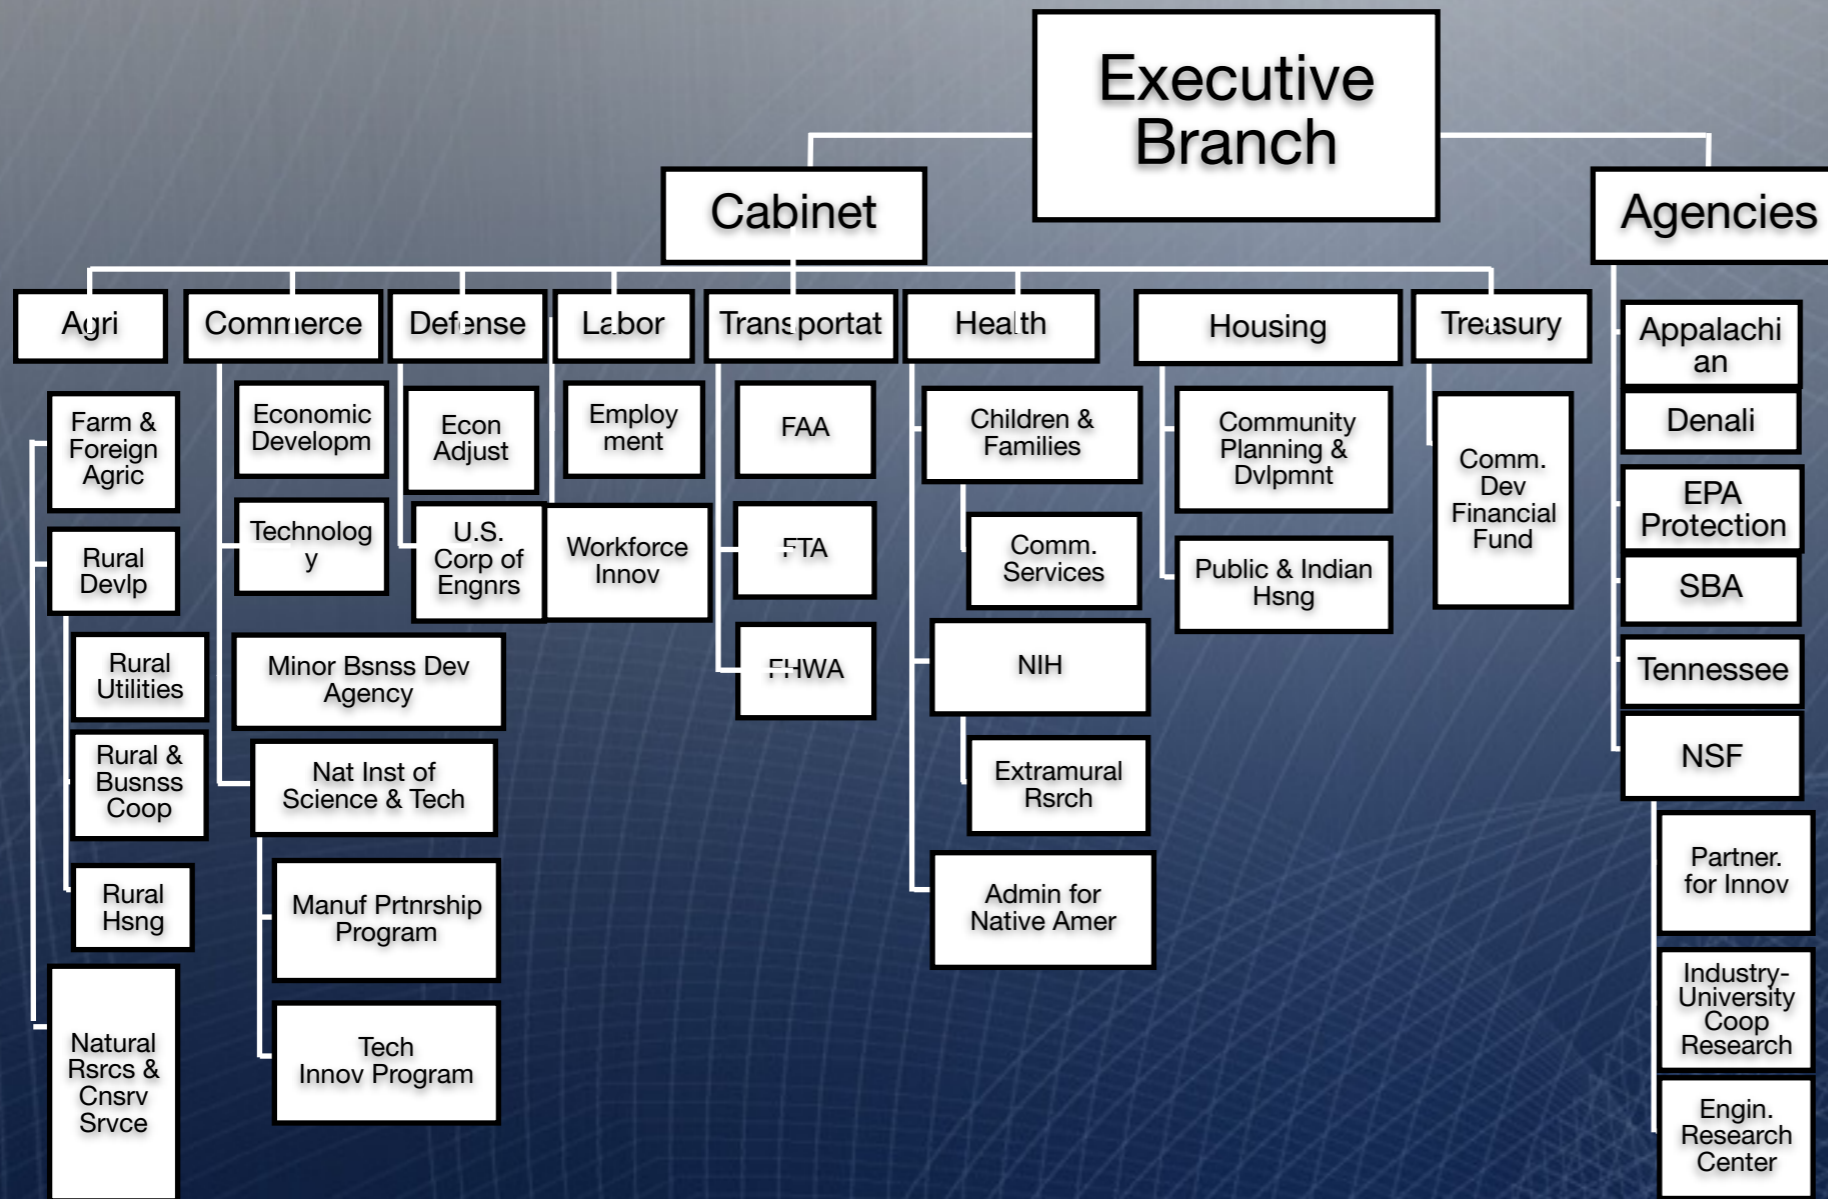 Executive
Branch
Cabinet
Agencies
Agri
Commerce
Defense
Labor
Transportat
Health
Housing
Treasury
Farm &
Foreign
Agric
Rural
Devlp
Rural
Utilities
Rural &
Busnss
Coop
Rural
Hsng
Natural
Rsrcs &
Cnsrv
Srvce
Economic
Developm
Technolog
y
Minor Bsnss Dev
Agency
Nat Inst of
Science & Tech
Manuf Prtnrship
Program
Tech
Innov Program
Econ
Adjust
U.S.
Corp of
Engnrs
Employ
ment
Workforce
Innov
FAA
FTA
FHWA
Children &
Families
Comm.
Services
NIH
Extramural
Rsrch
Admin for
Native Amer
Community
Planning &
Dvlpmnt
Public & Indian
Hsng
Comm.
Dev
Financial
Fund
Appalachi
an
Denali
EPA
Protection
SBA
Tennessee
NSF
Partner.
for Innov
Industry-
University
Coop
Research
Engin.
Research
Center